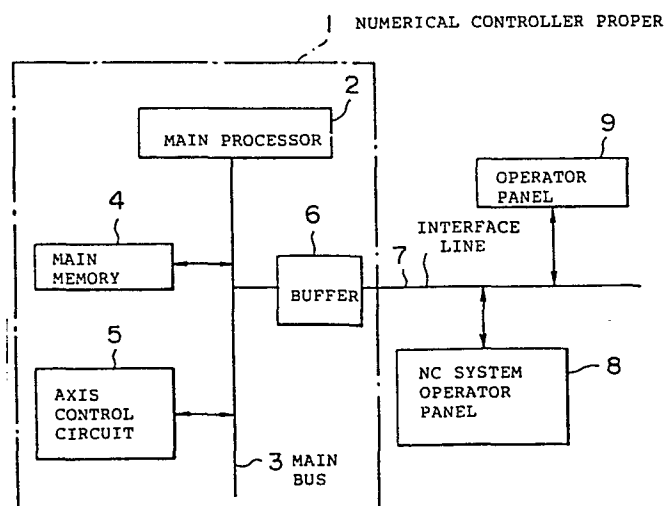 1 NUMERICAL CONTROLLER PROPER
2
MAIN PROCESSOR
9
OPERATOR
PANEL
4
MAIN
MEMORY
6
BUFFER
INTERFACE
LINE
7
5
AXIS
CONTROL
CIRCUIT
NC SYSTEM
OPERATOR
PANEL
8
3 MAIN
BUS